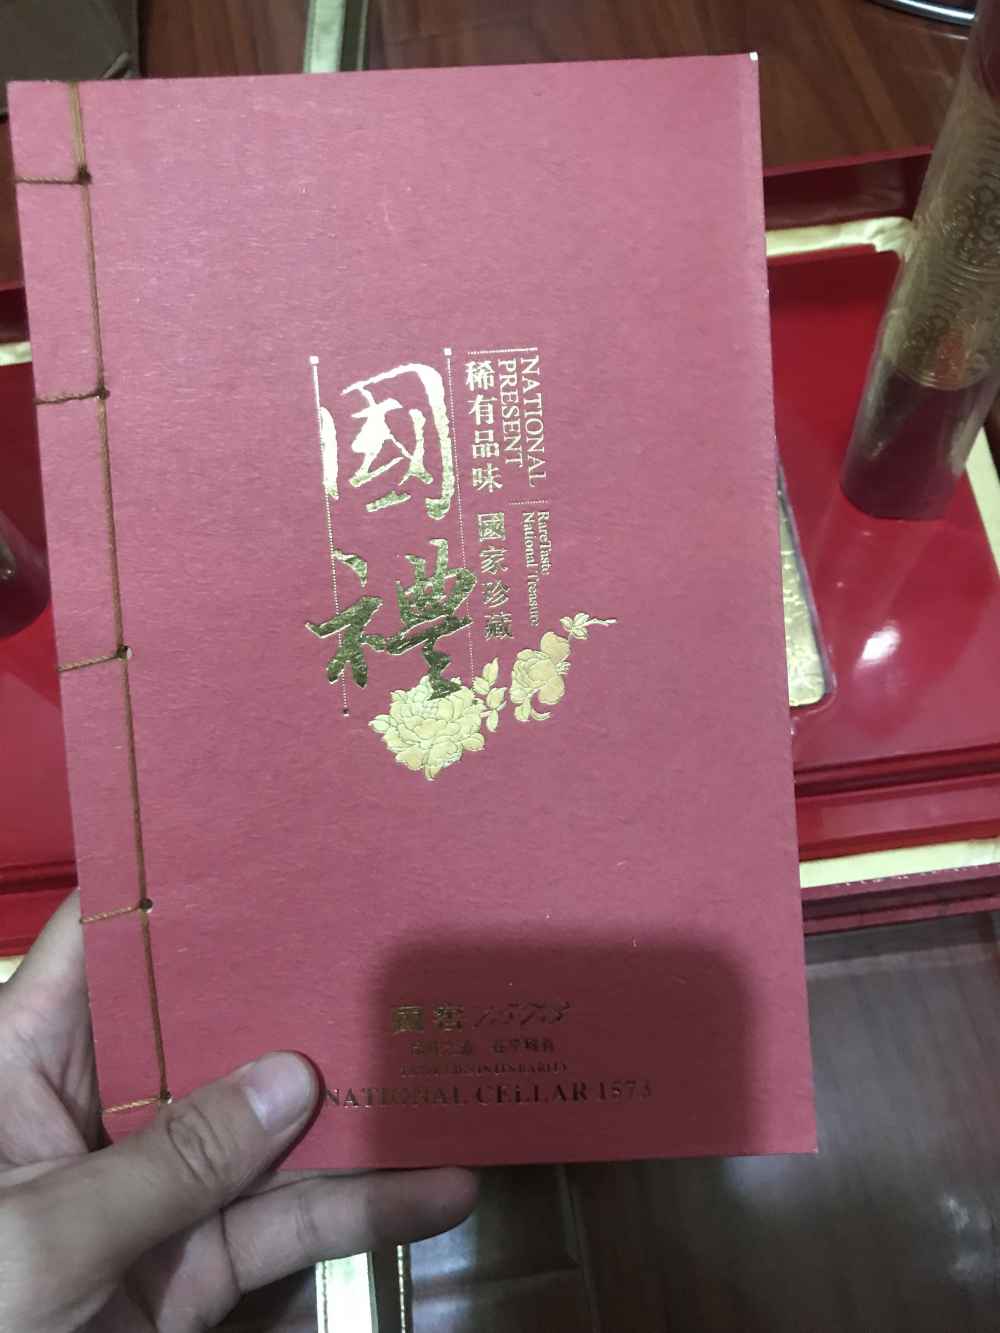 國禮
稀有品味 國家珍藏
NATIONAL
PRESENT
Rare Taste
National Treasure
國窖1573
NATIONAL CELLAR 1573